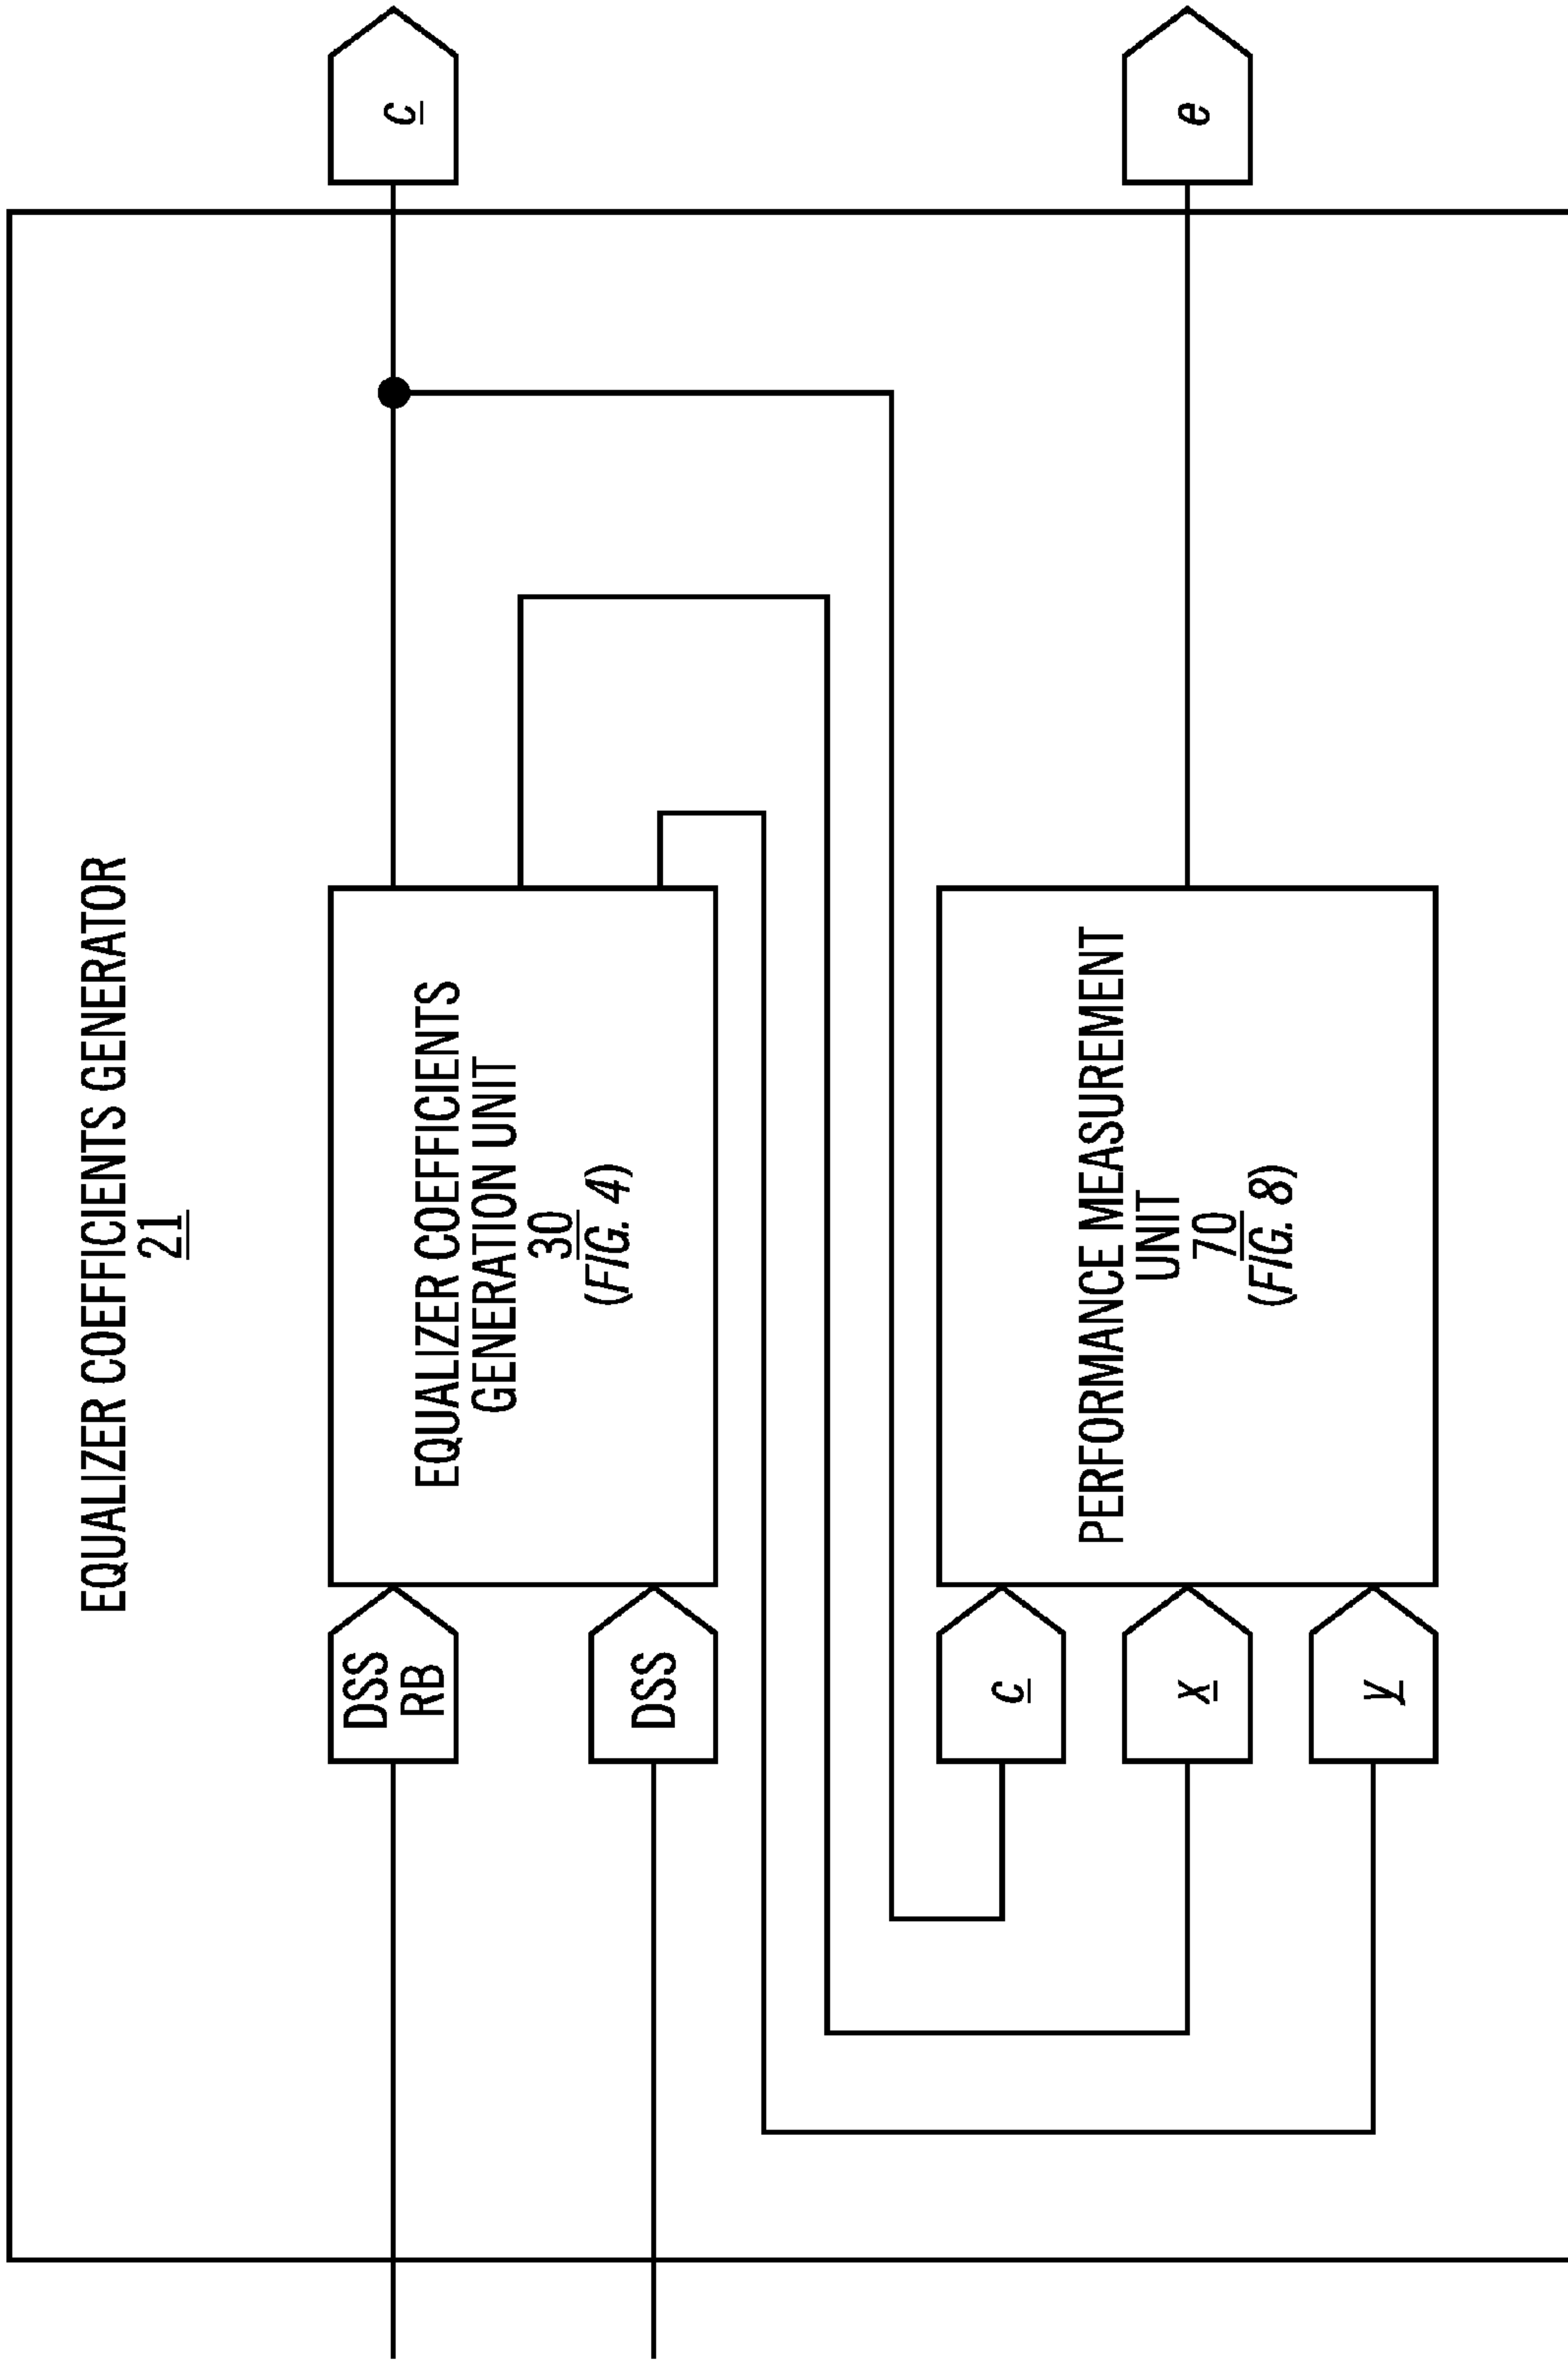 EQUALIZER COEFFICIENTS GENERATOR
21
DSS
RB
DSS
EQUALIZER COEFFICIENTS
GENERATION UNIT
30
(FIG. 4)
c
c
x
y
PERFORMANCE MEASUREMENT
UNIT
70
(FIG. 8)
e